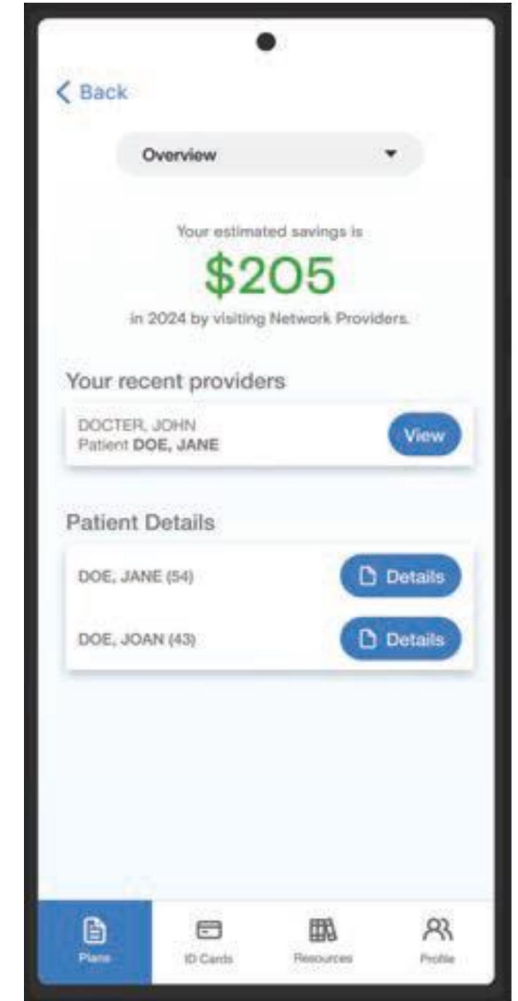 Back
Overview
Your estimated savings is
$205
in 2024 by visiting Network Providers.
Your recent providers
DOCTER, JOHN
Patient DOE, JANE
View
Patient Details
DOE, JANE (54)
Details
DOE, JOAN (43)
Details
Plans
ID Cards
Resources
Profile